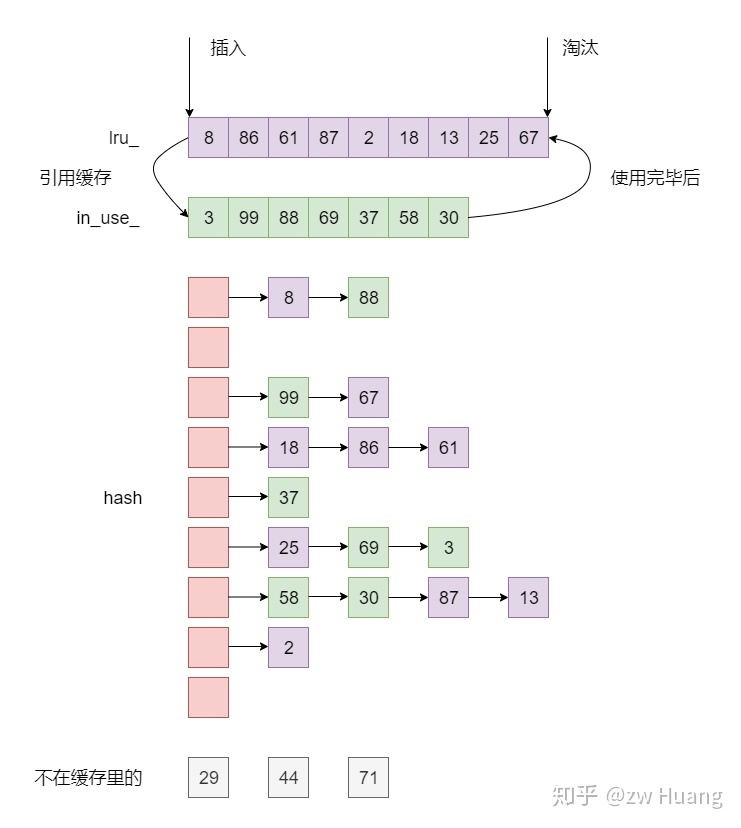 插入 淘汰
lru_ 8 86 61 87 2 18 13 25 67
引用缓存 使用完毕后
in_use_ 3 99 88 69 37 58 30
8 88
99 67
18 86 61
hash 37
25 69 3
58 30 87 13
2
不在缓存里的 29 44 71
知乎 @zw Huang